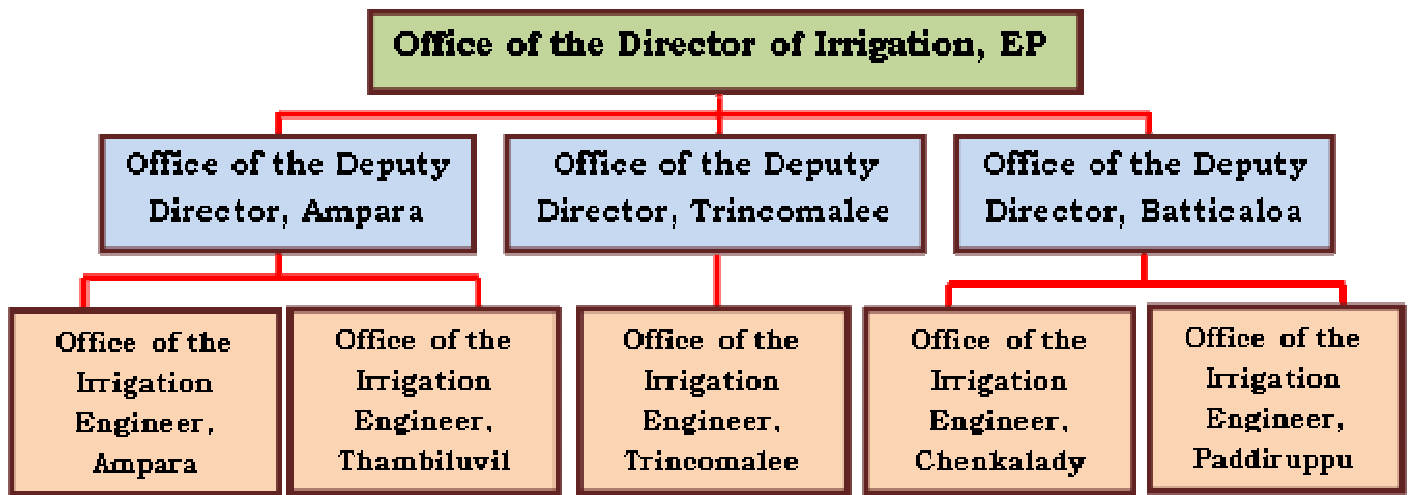 Office of the Director of Irrigation, EP
Office of the Deputy
Director, Ampara
Office of the Deputy
Director, Trincomalee
Office of the Deputy
Director, Batticaloa
Office of the
Irrigation
Engineer,
Ampara
Office of the
Irrigation
Engineer,
Thambiluvil
Office of the
Irrigation
Engineer,
Trincomalee
Office of the
Irrigation
Engineer,
Chenkalady
Office of the
Irrigation
Engineer,
Paddiruppu